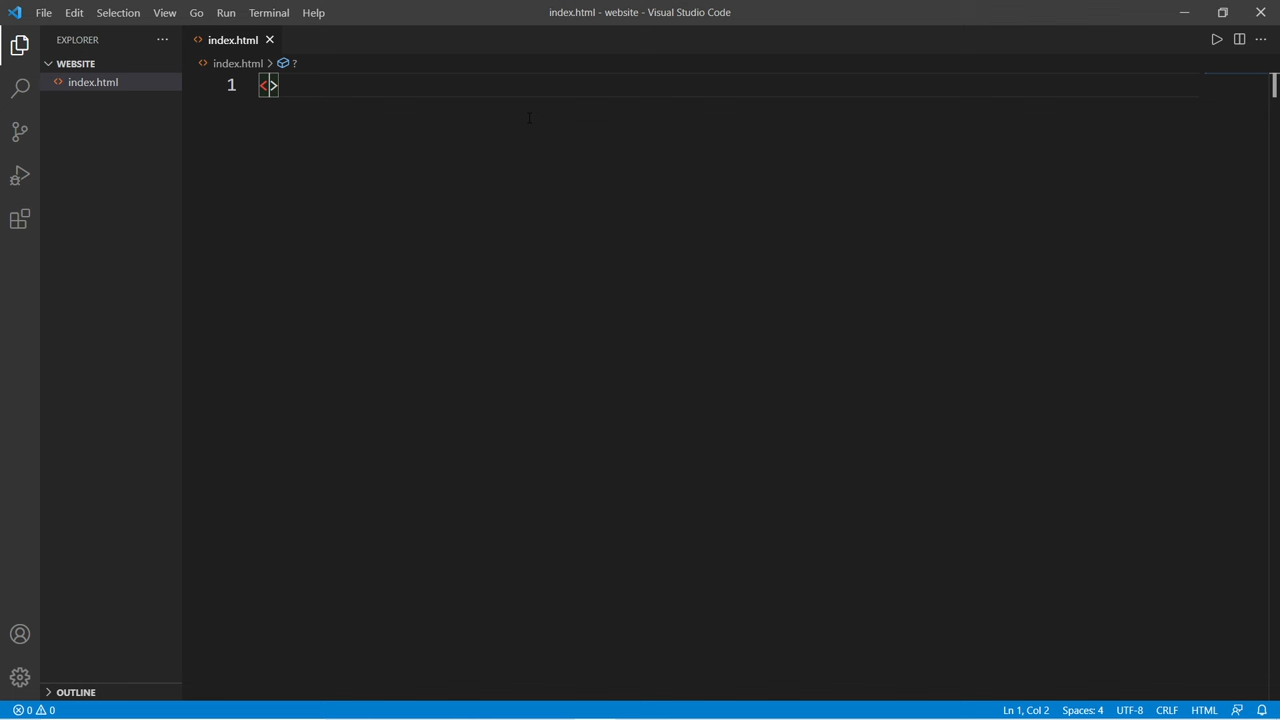 File Edit Selection View Go Run Terminal Help
index.html - website - Visual Studio Code
EXPLORER
index.html
WEBSITE
index.html
index.html > ?
1 <>
OUTLINE
0 0
Ln 1, Col 2 Spaces: 4 UTF-8 CRLF HTML